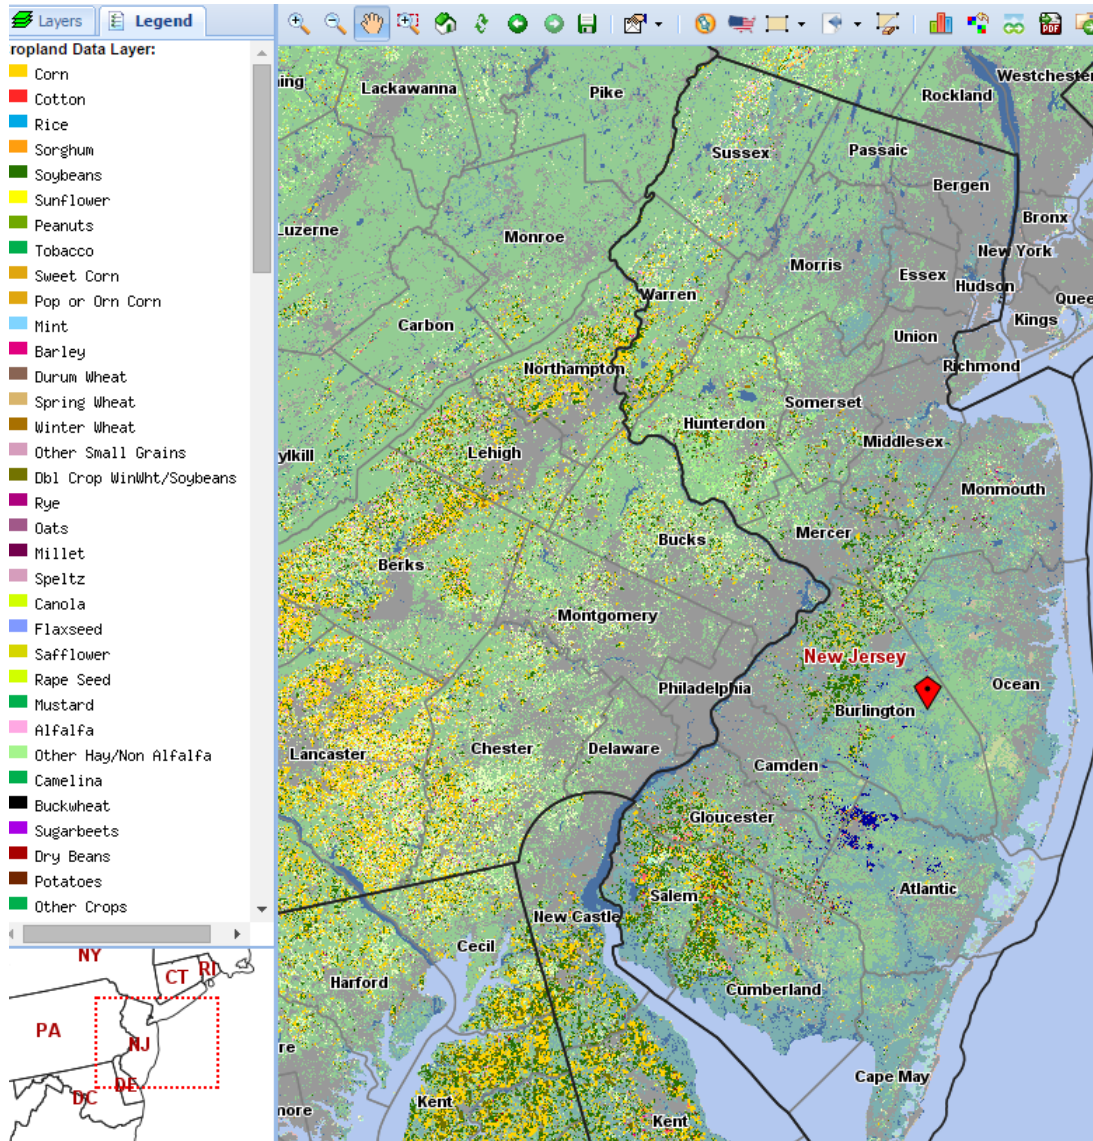 Layers
Legend
ropland Data Layer:
Corn
Cotton
Rice
Sorghum
Soybeans
Sunflower
Peanuts
Tobacco
Sweet Corn
Pop or Orn Corn
Mint
Barley
Durum Wheat
Spring Wheat
Winter Wheat
Other Small Grains
Dbl Crop WinWht/Soybeans
Rye
Oats
Millet
Speltz
Canola
Flaxseed
Safflower
Rape Seed
Mustard
Alfalfa
Other Hay/Non Alfalfa
Camelina
Buckwheat
Sugarbeets
Dry Beans
Potatoes
Other Crops
NY
CT
RI
PA
NJ
DE
DC
PDF
ing
Lackawanna
Pike
Westchester
Rockland
Sussex
Passaic
Bergen
Bronx
Luzerne
Monroe
New York
Morris
Essex
Hudson
Warren
Quee
Carbon
Kings
Union
Northampton
Richmond
Somerset
Hunterdon
Middlesex
ylkill
Lehigh
Monmouth
Mercer
Bucks
Berks
Montgomery
New Jersey
Ocean
Philadelphia
Burlington
Lancaster
Chester
Delaware
Camden
Gloucester
Salem
Atlantic
New Castle
Cecil
Harford
Cumberland
re
Cape May
Kent
more
Kent